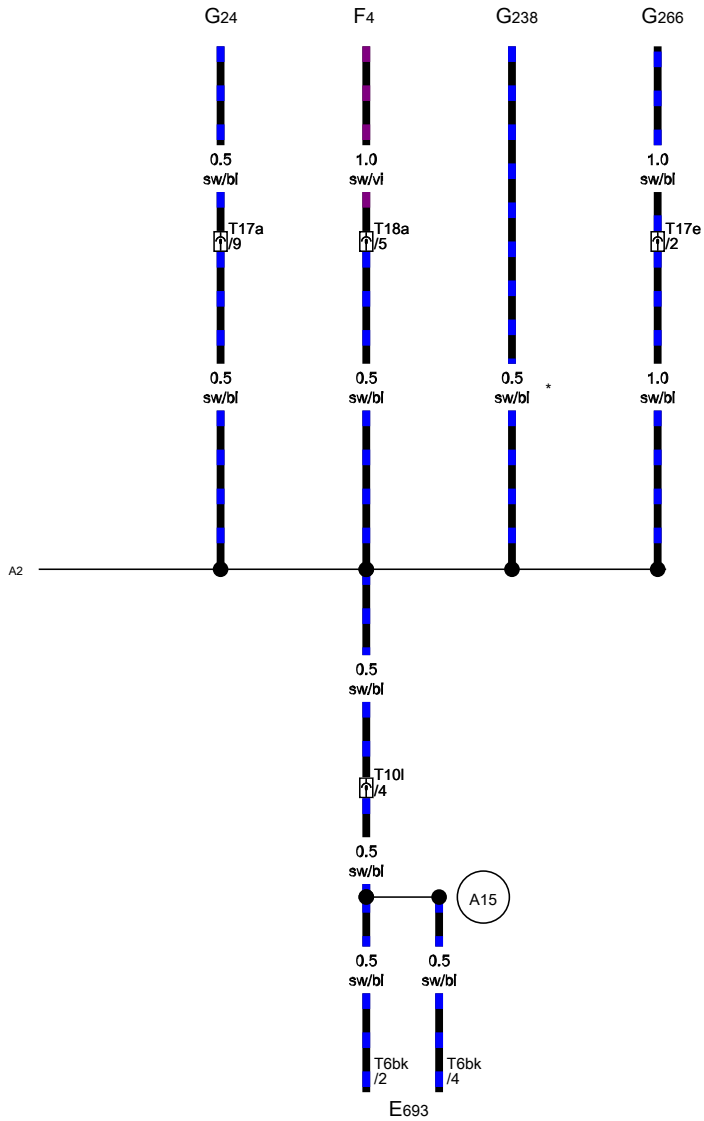 G24 F4 G238 G266
0.5 1.0 1.0
sw/bl sw/vi sw/bl
T17a T18a T17e
/9 /5 /2
0.5 0.5 0.5 * 1.0
sw/bl sw/bl sw/bl sw/bl
A2
0.5
sw/bl
T10l
/4
0.5
sw/bl
A15
0.5 0.5
sw/bl sw/bl
T6bk T6bk
/2 /4
E693